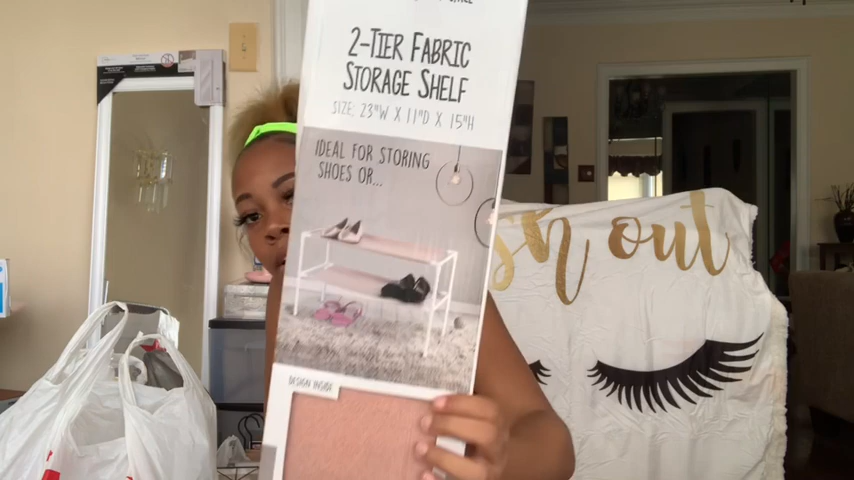 2-TIER FABRIC
STORAGE SHELF
SIZE: 23"W X 11"D X 15"H
IDEAL FOR STORING
SHOES OR...
DESIGN INSIDE
out